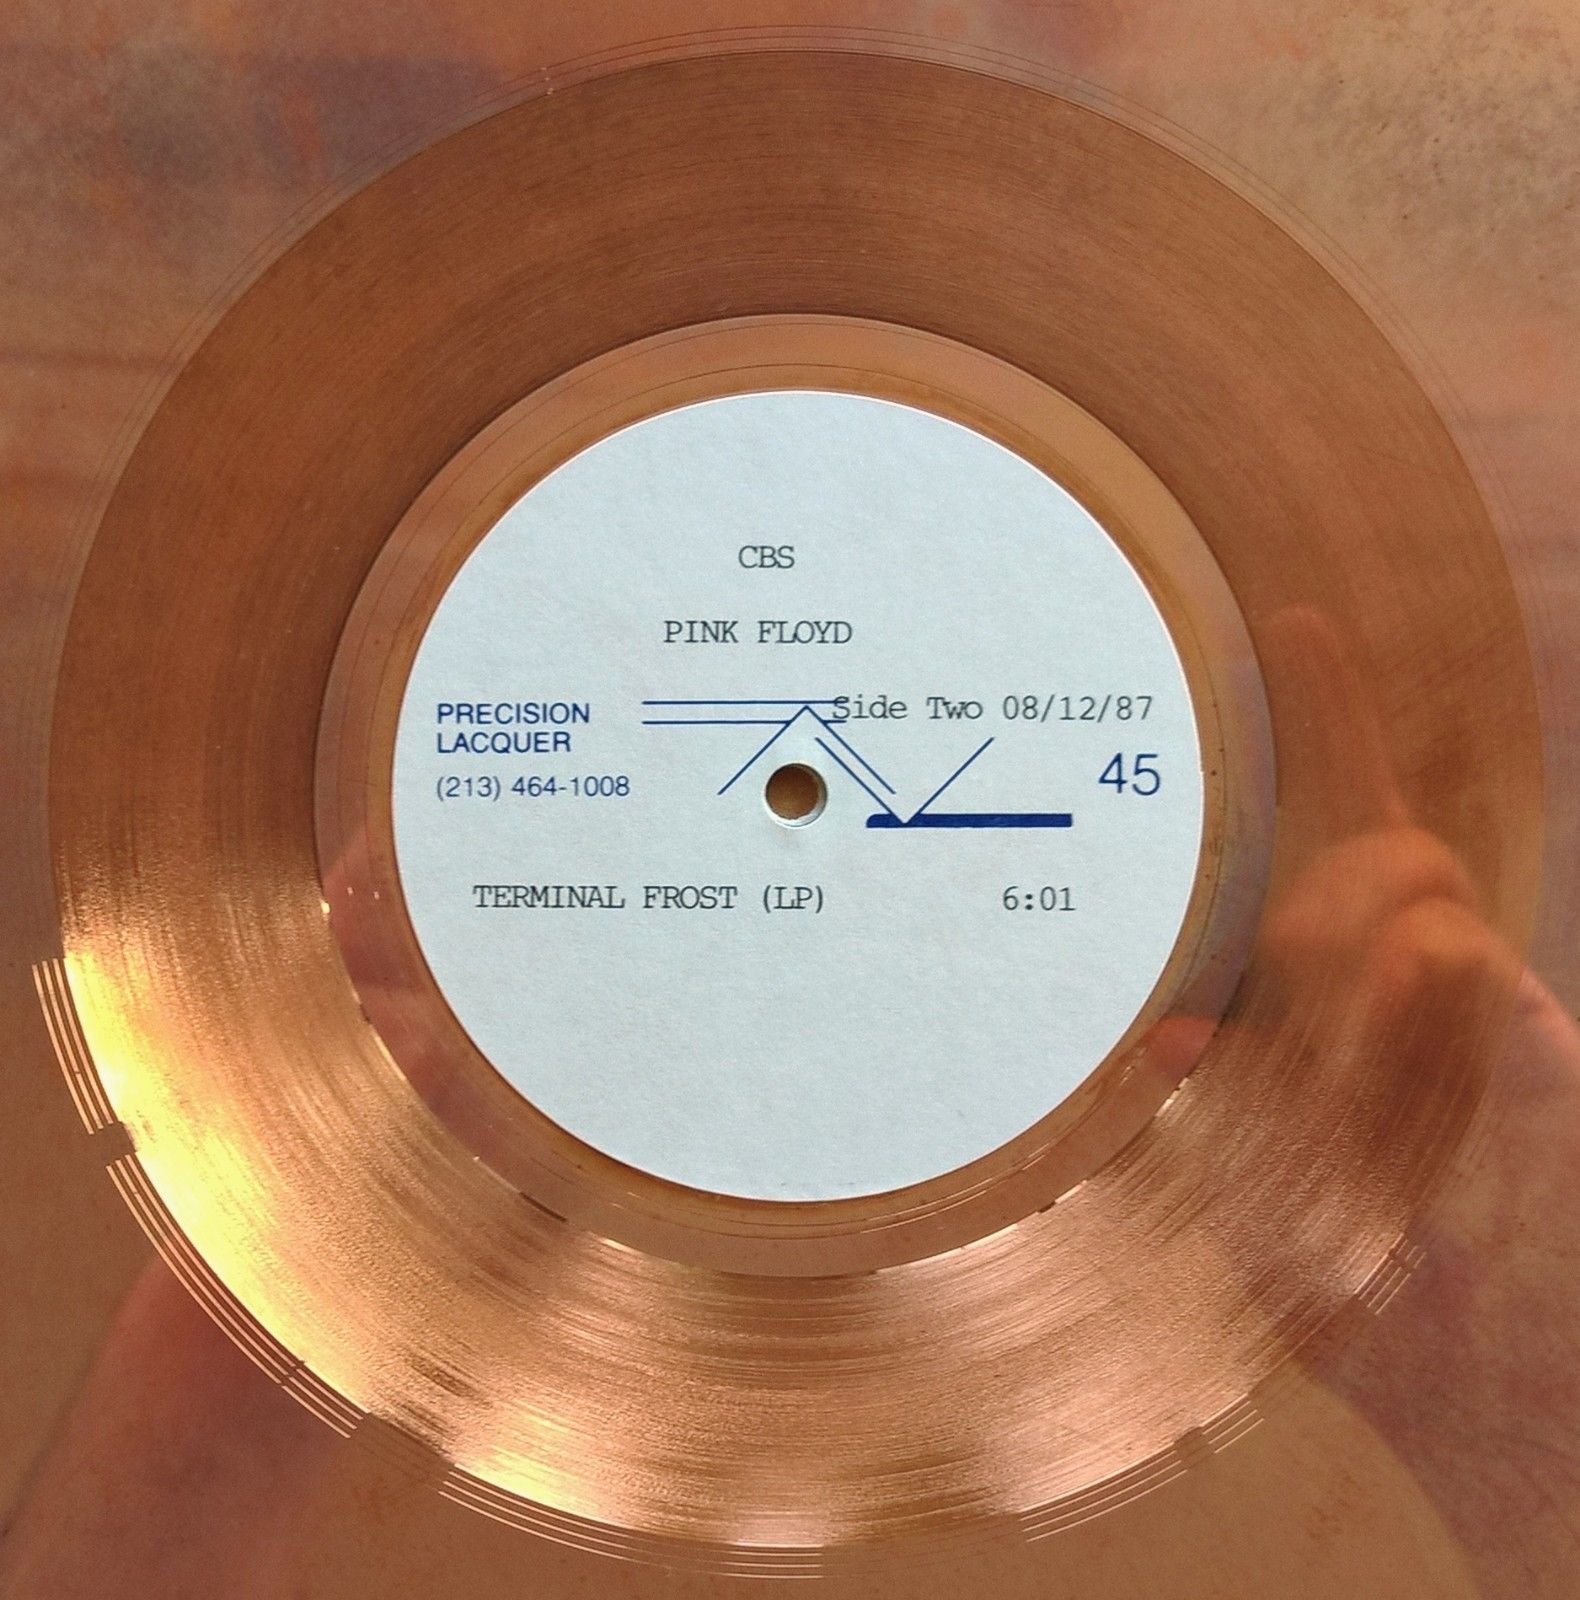 CBS
PINK FLOYD
Side Two 08/12/87
PRECISION
LACQUER
(213) 464-1008
45
TERMINAL FROST (LP) 6:01